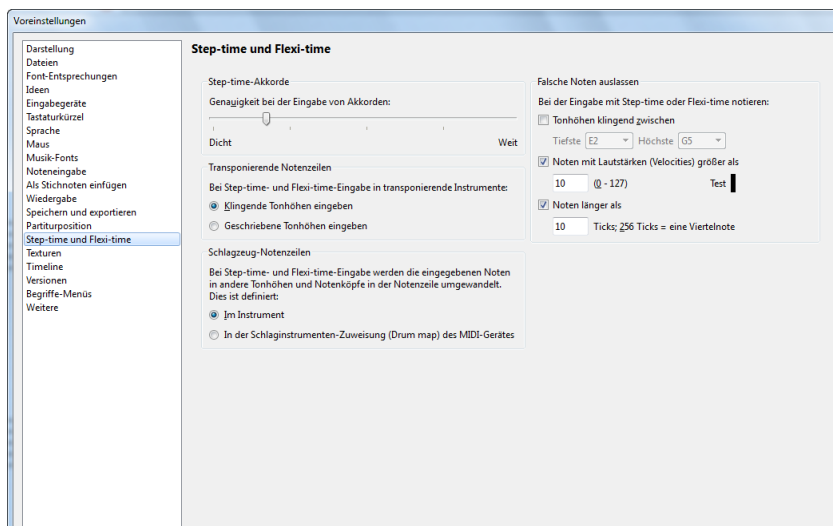 Voreinstellungen
Darstellung
Dateien
Font-Entsprechungen
Ideen
Eingabegeräte
Tastaturkürzel
Sprache
Maus
Musik-Fonts
Noteneingabe
Als Stichnoten einfügen
Wiedergabe
Speichern und exportieren
Partiturposition
Step-time und Flexi-time
Texturen
Timeline
Versionen
Begriffe-Menüs
Weitere
Step-time und Flexi-time
Step-time-Akkorde
Genauigkeit bei der Eingabe von Akkorden:
Dicht Weit
Transponierende Notenzeilen
Bei Step-time- und Flexi-time-Eingabe in transponierende Instrumente:
Klingende Tonhöhen eingeben
Geschriebene Tonhöhen eingeben
Schlagzeug-Notenzeilen
Bei Step-time- und Flexi-time-Eingabe werden die eingegebenen Noten
in andere Tonhöhen und Notenköpfe in der Notenzeile umgewandelt.
Dies ist definiert:
Im Instrument
In der Schlaginstrumenten-Zuweisung (Drum map) des MIDI-Gerätes
Falsche Noten auslassen
Bei der Eingabe mit Step-time oder Flexi-time notieren:
Tonhöhen klingend zwischen
Tiefste E2 Höchste G5
Noten mit Lautstärken (Velocities) größer als
10 (0 - 127) Test
Noten länger als
10 Ticks; 256 Ticks = eine Viertelnote